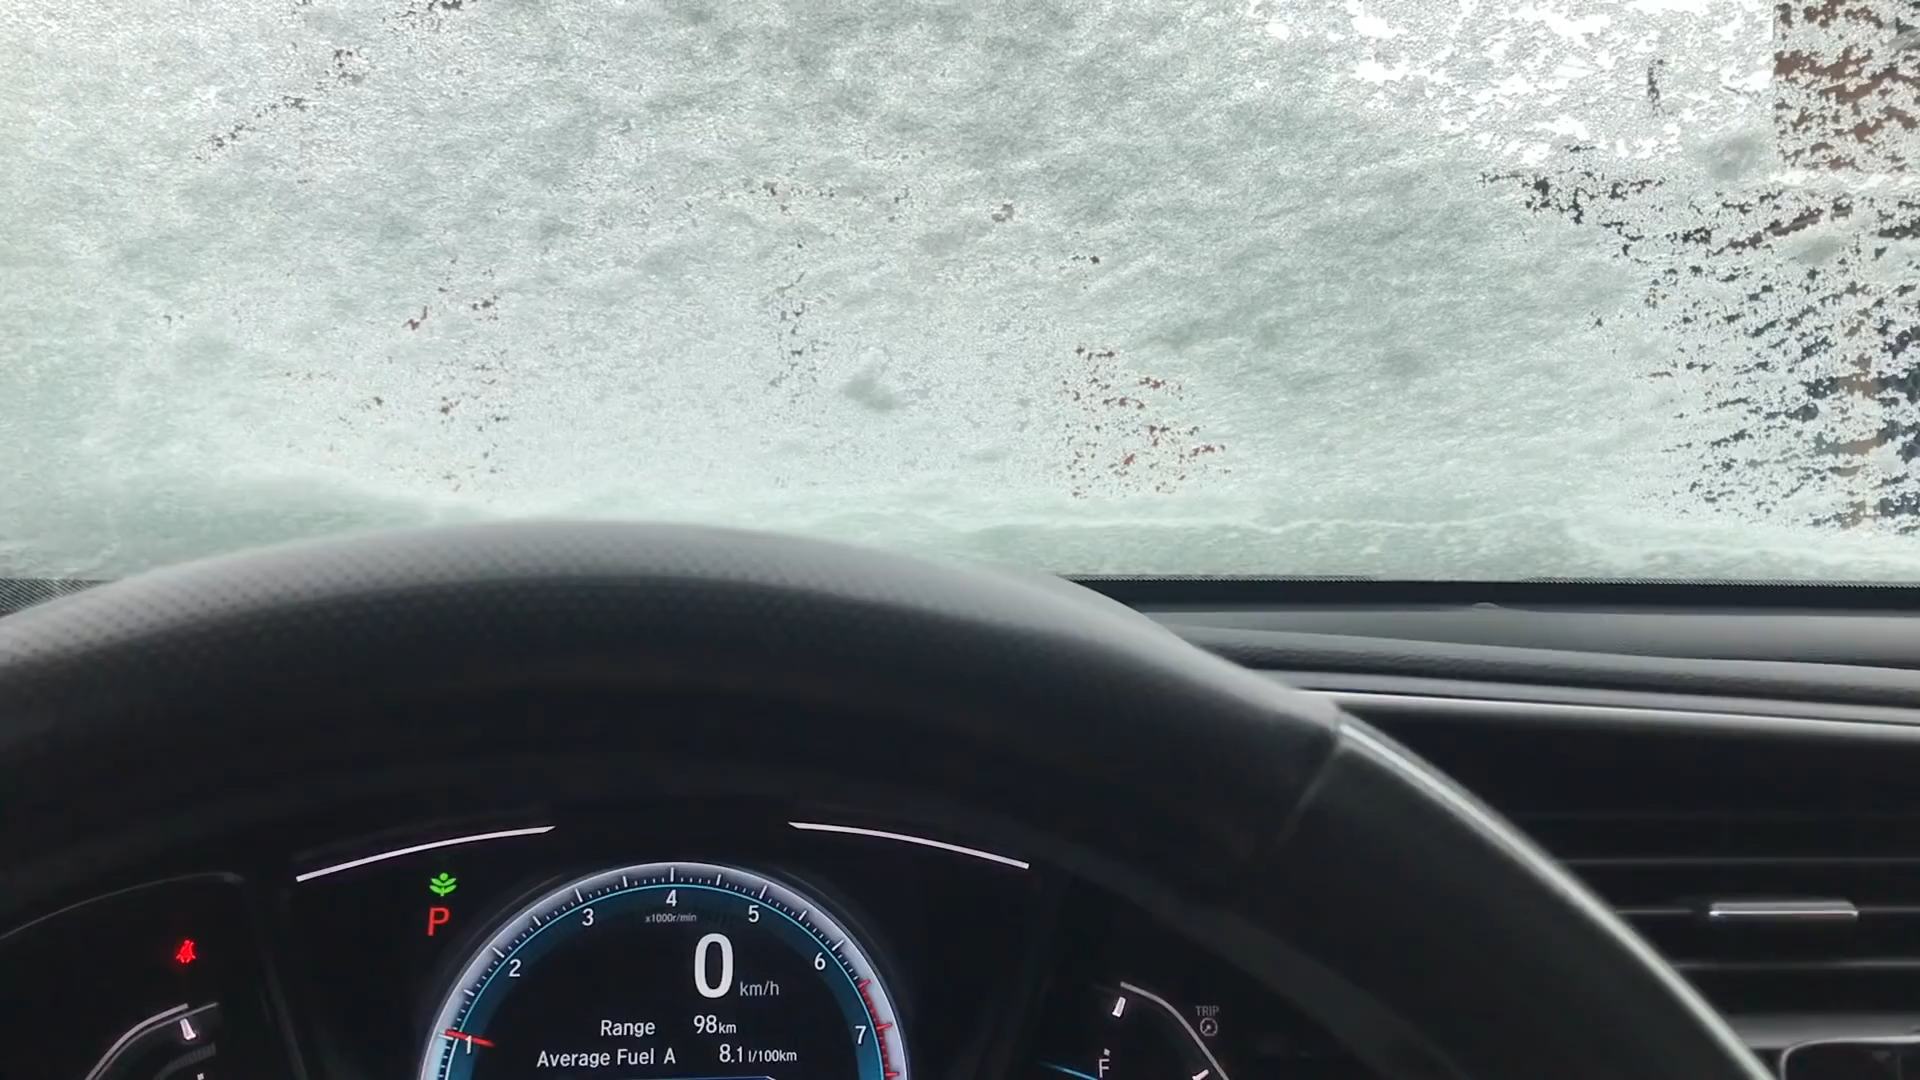 P
1
2
3
4
5
6
7
x1000r/min
0 km/h
Range 98km
Average Fuel A 8.1 l/100km
TRIP
F